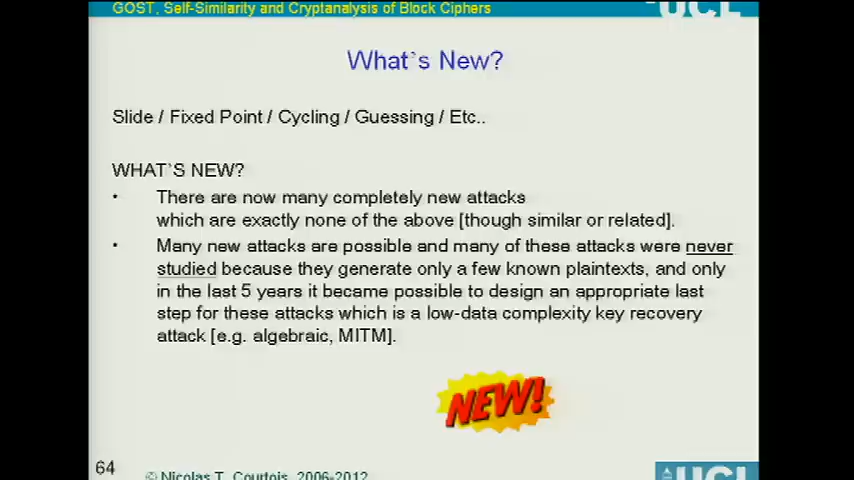 GOST, Self-Similarity and Cryptanalysis of Block Ciphers
UCL
What's New?
Slide / Fixed Point / Cycling / Guessing / Etc..
WHAT'S NEW?
• There are now many completely new attacks
which are exactly none of the above [though similar or related].
• Many new attacks are possible and many of these attacks were never
studied because they generate only a few known plaintexts, and only
in the last 5 years it became possible to design an appropriate last
step for these attacks which is a low-data complexity key recovery
attack [e.g. algebraic, MITM].
NEW!
64
© Nicolas T. Courtois, 2006-2012
UCL